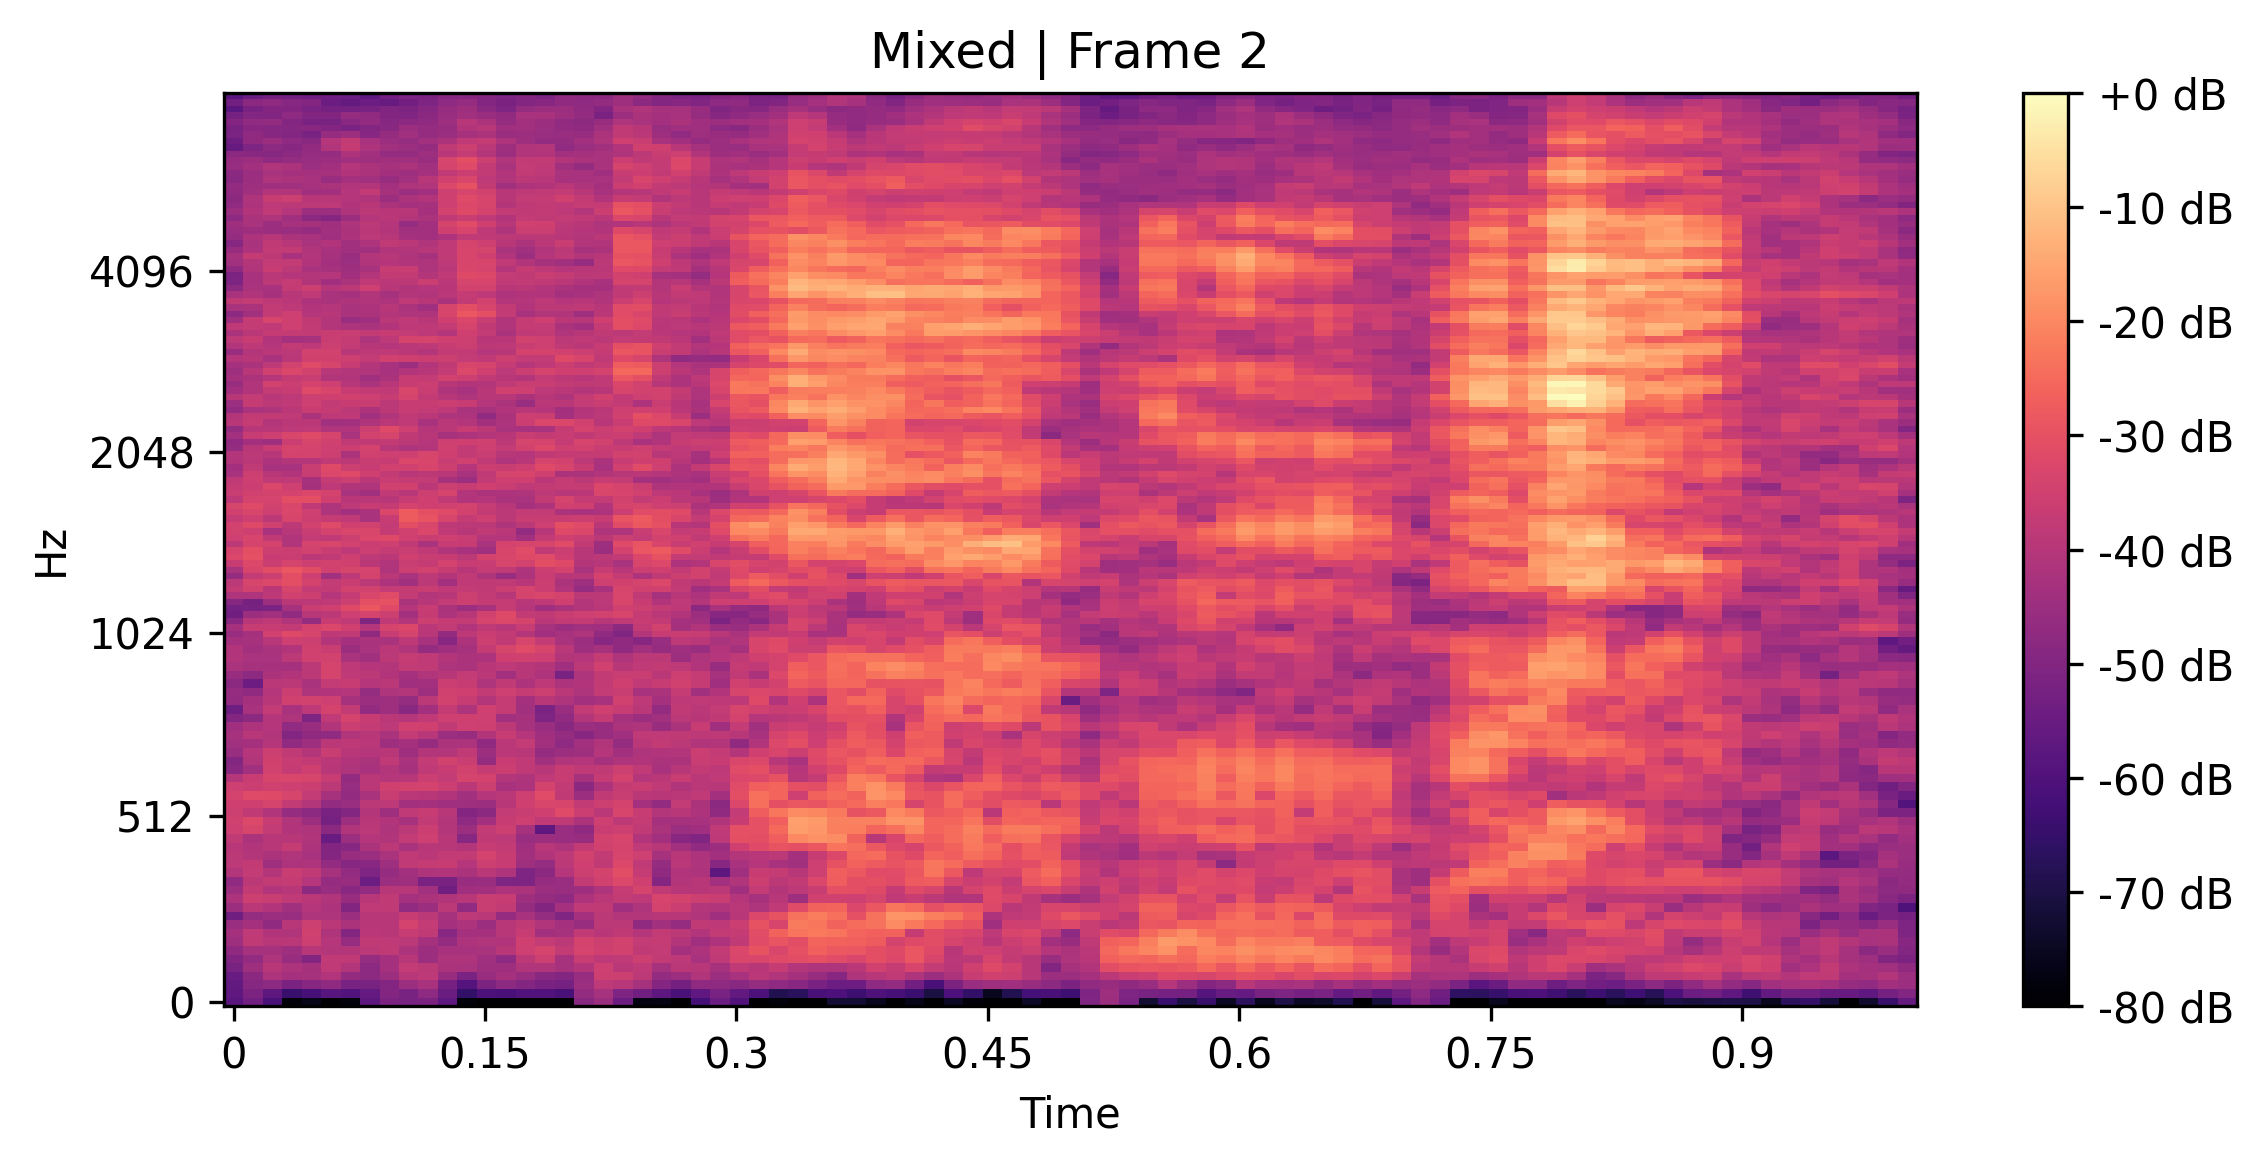 Mixed | Frame 2
+0 dB
-10 dB
-20 dB
-30 dB
-40 dB
-50 dB
-60 dB
-70 dB
-80 dB
Hz
4096
2048
1024
512
0
0 0.15 0.3 0.45 0.6 0.75 0.9
Time